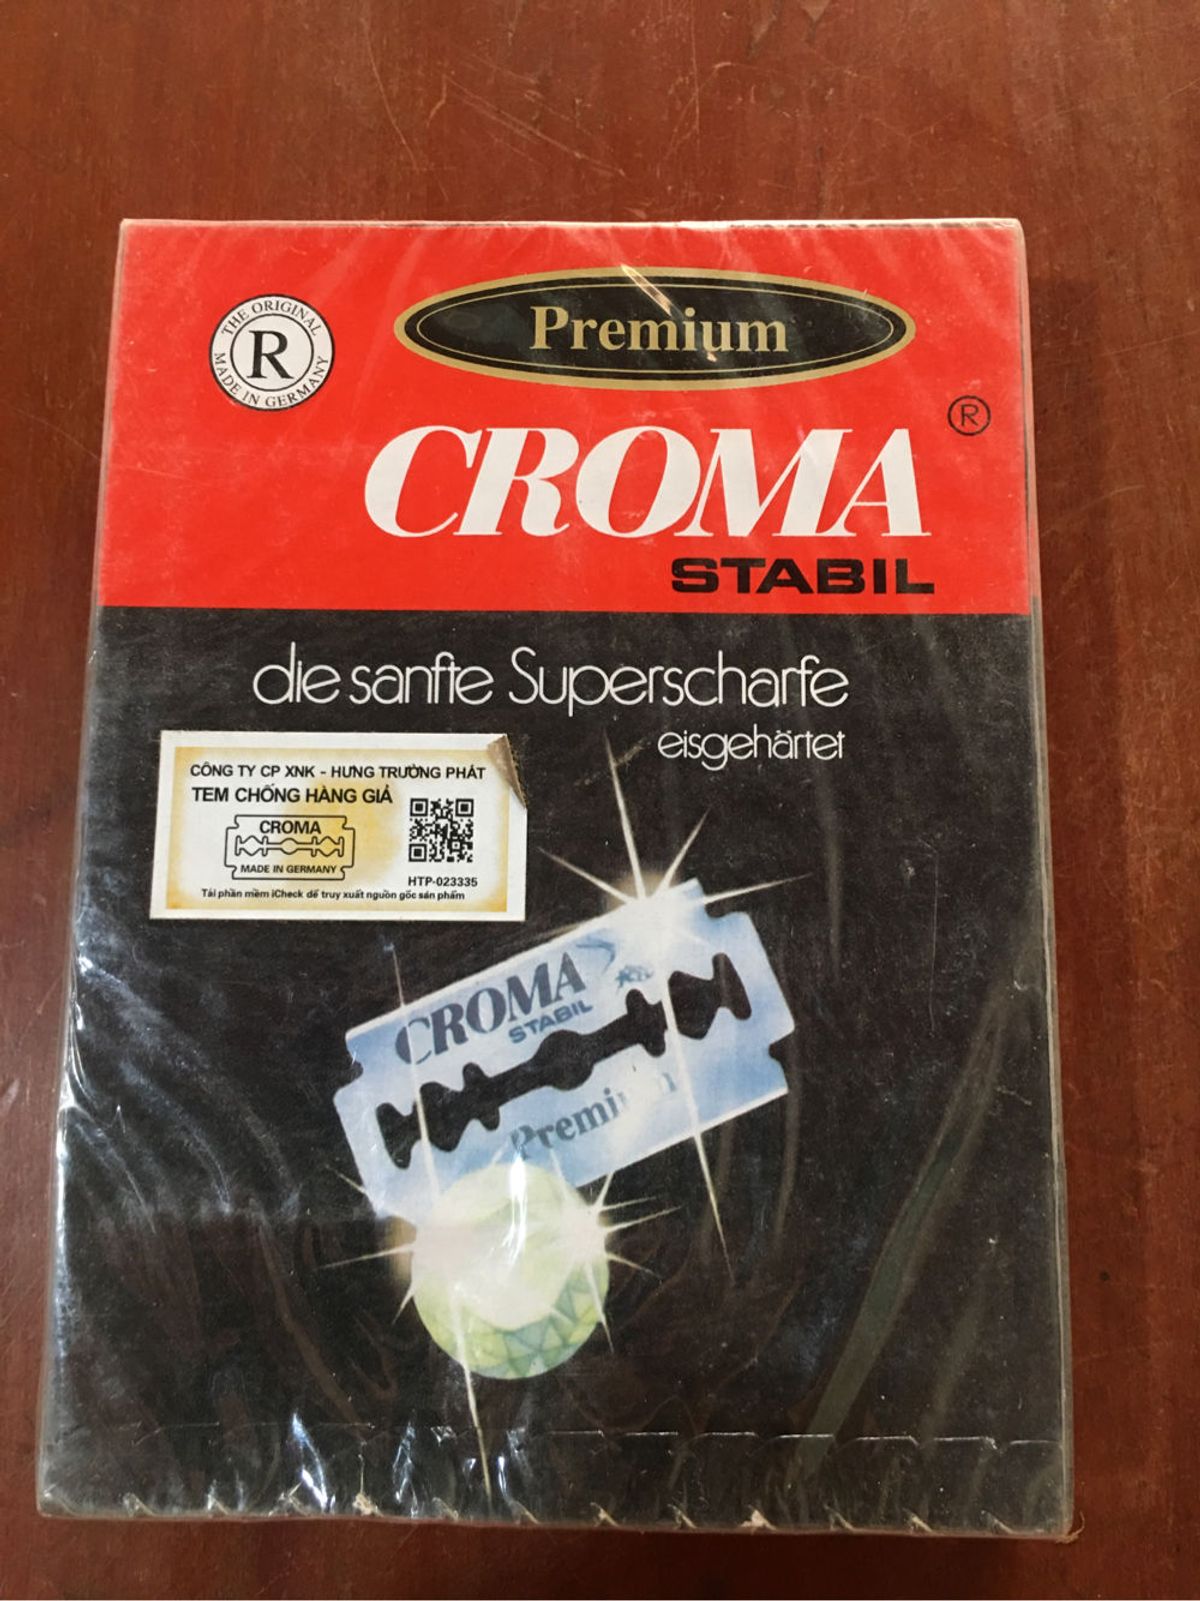 THE ORIGINAL
R
MADE IN GERMANY
Premium
CROMA
®
STABIL
die sanfte Superscharfe
eisgehärtet
CÔNG TY CP XNK - HƯNG TRƯỜNG PHÁT
TEM CHỐNG HÀNG GIẢ
CROMA
MADE IN GERMANY
HTP-023335
Tải phần mềm iCheck để truy xuất nguồn gốc sản phẩm
CROMA
STABIL
Premium